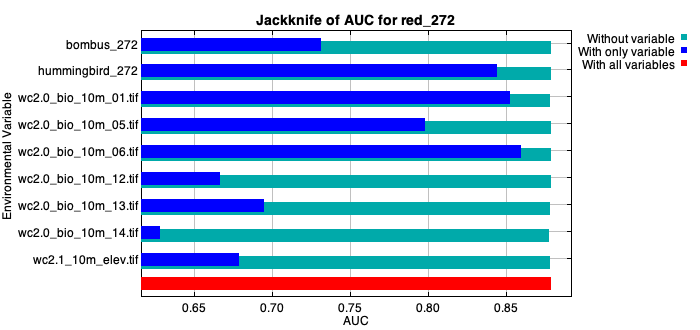 Jackknife of AUC for red_272
Without variable
With only variable
With all variables
Environmental Variable
bombus_272
hummingbird_272
wc2.0_bio_10m_01.tif
wc2.0_bio_10m_05.tif
wc2.0_bio_10m_06.tif
wc2.0_bio_10m_12.tif
wc2.0_bio_10m_13.tif
wc2.0_bio_10m_14.tif
wc2.1_10m_elev.tif
0.65 0.70 0.75 0.80 0.85
AUC